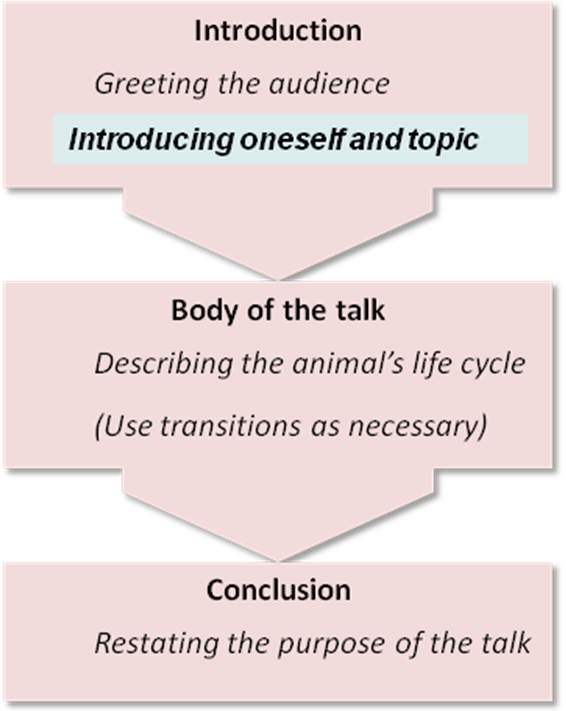 Introduction
Greeting the audience
Introducing oneself and topic
Body of the talk
Describing the animal's life cycle
(Use transitions as necessary)
Conclusion
Restating the purpose of the talk